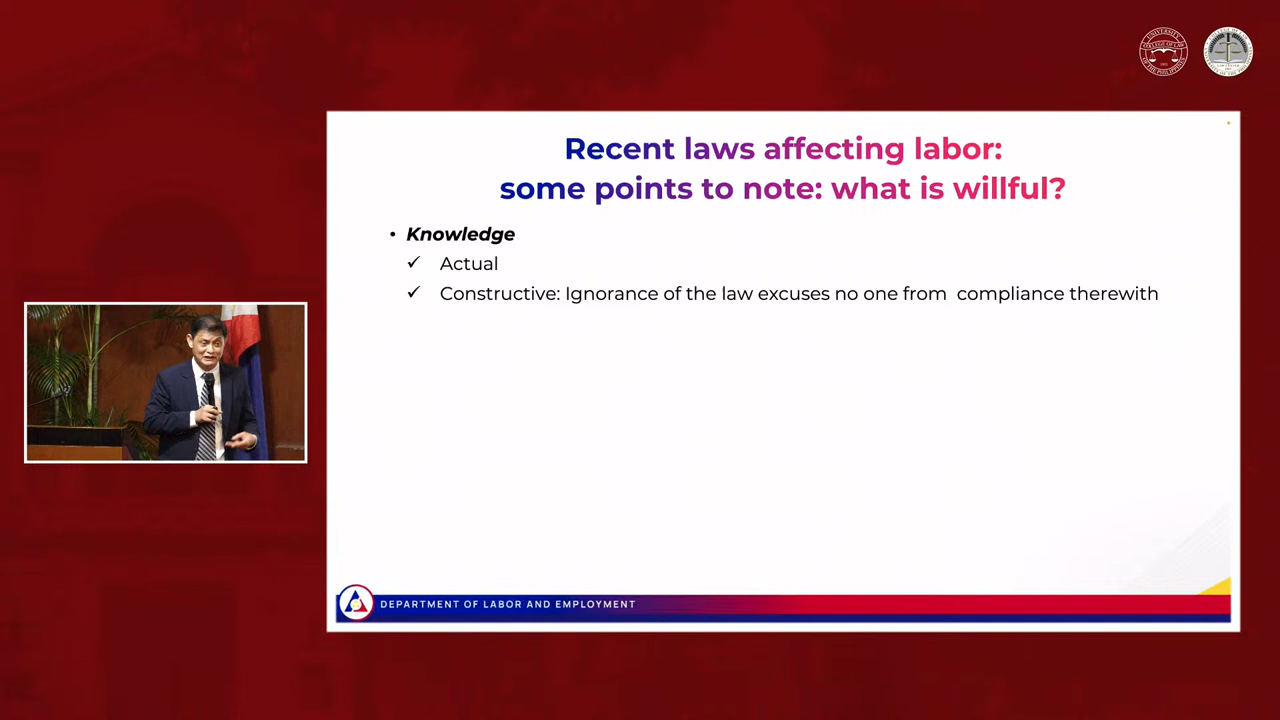 Recent laws affecting labor:
some points to note: what is willful?
• Knowledge
✓ Actual
✓ Constructive: Ignorance of the law excuses no one from compliance therewith
DEPARTMENT OF LABOR AND EMPLOYMENT